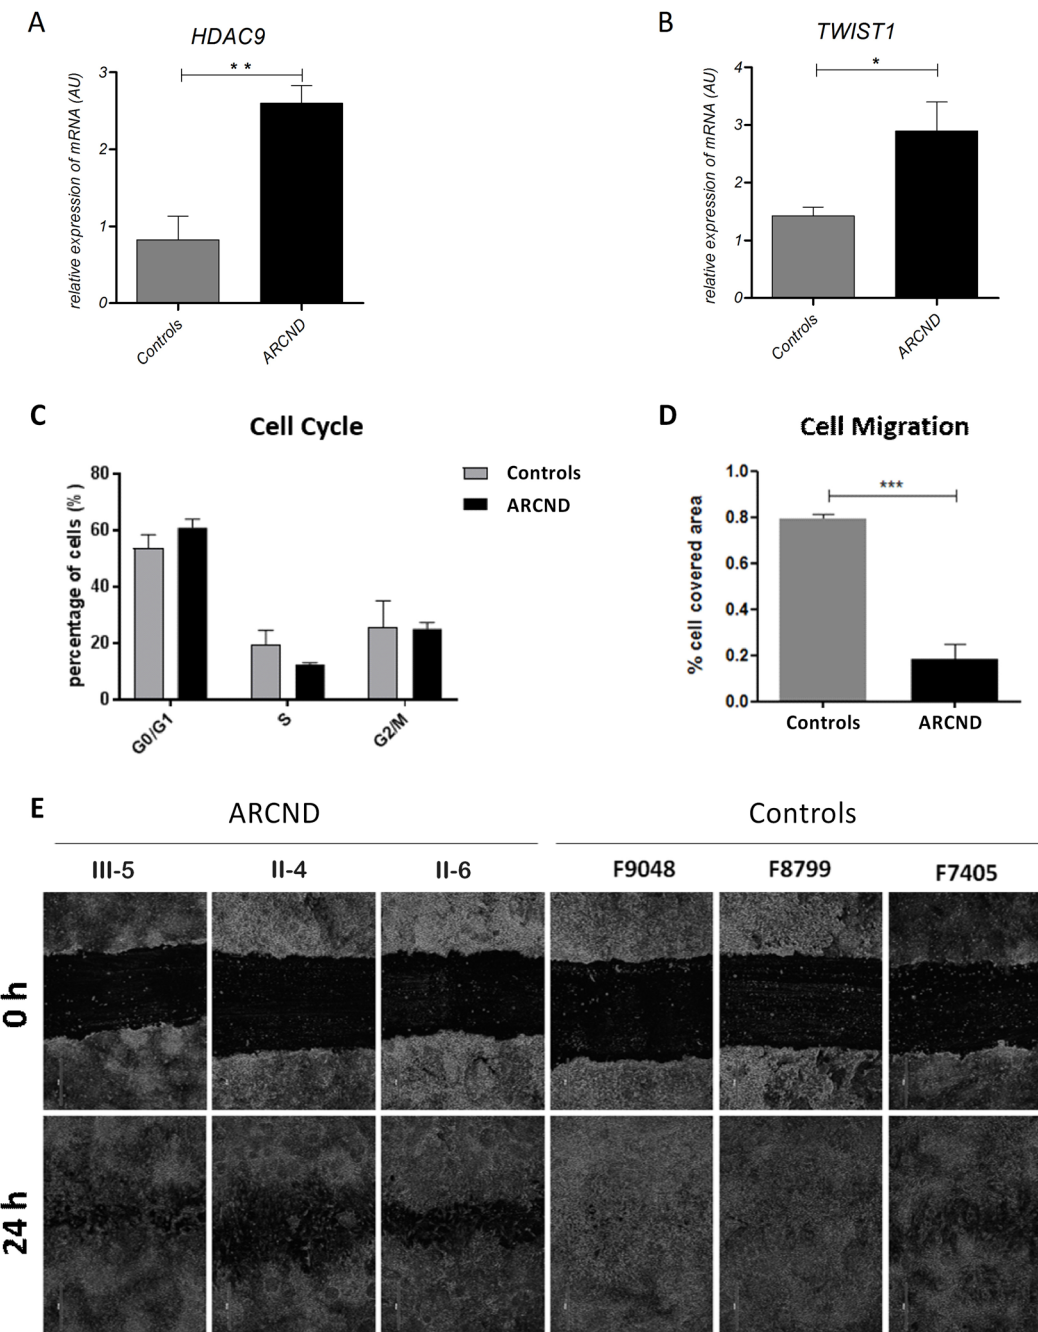 A
HDAC9
* *
relative expression of mRNA (AU)
3
2
1
0
Controls
ARCND
B
TWIST1
*
relative expression of mRNA (AU)
4
3
2
1
0
Controls
ARCND
C
Cell Cycle
percentage of cells (%)
80
60
40
20
0
G0/G1
S
G2/M
Controls
ARCND
D
Cell Migration
***
% cell covered area
1.0
0.8
0.6
0.4
0.2
0.0
Controls
ARCND
E
ARCND
Controls
III-5
II-4
II-6
F9048
F8799
F7405
0 h
24 h